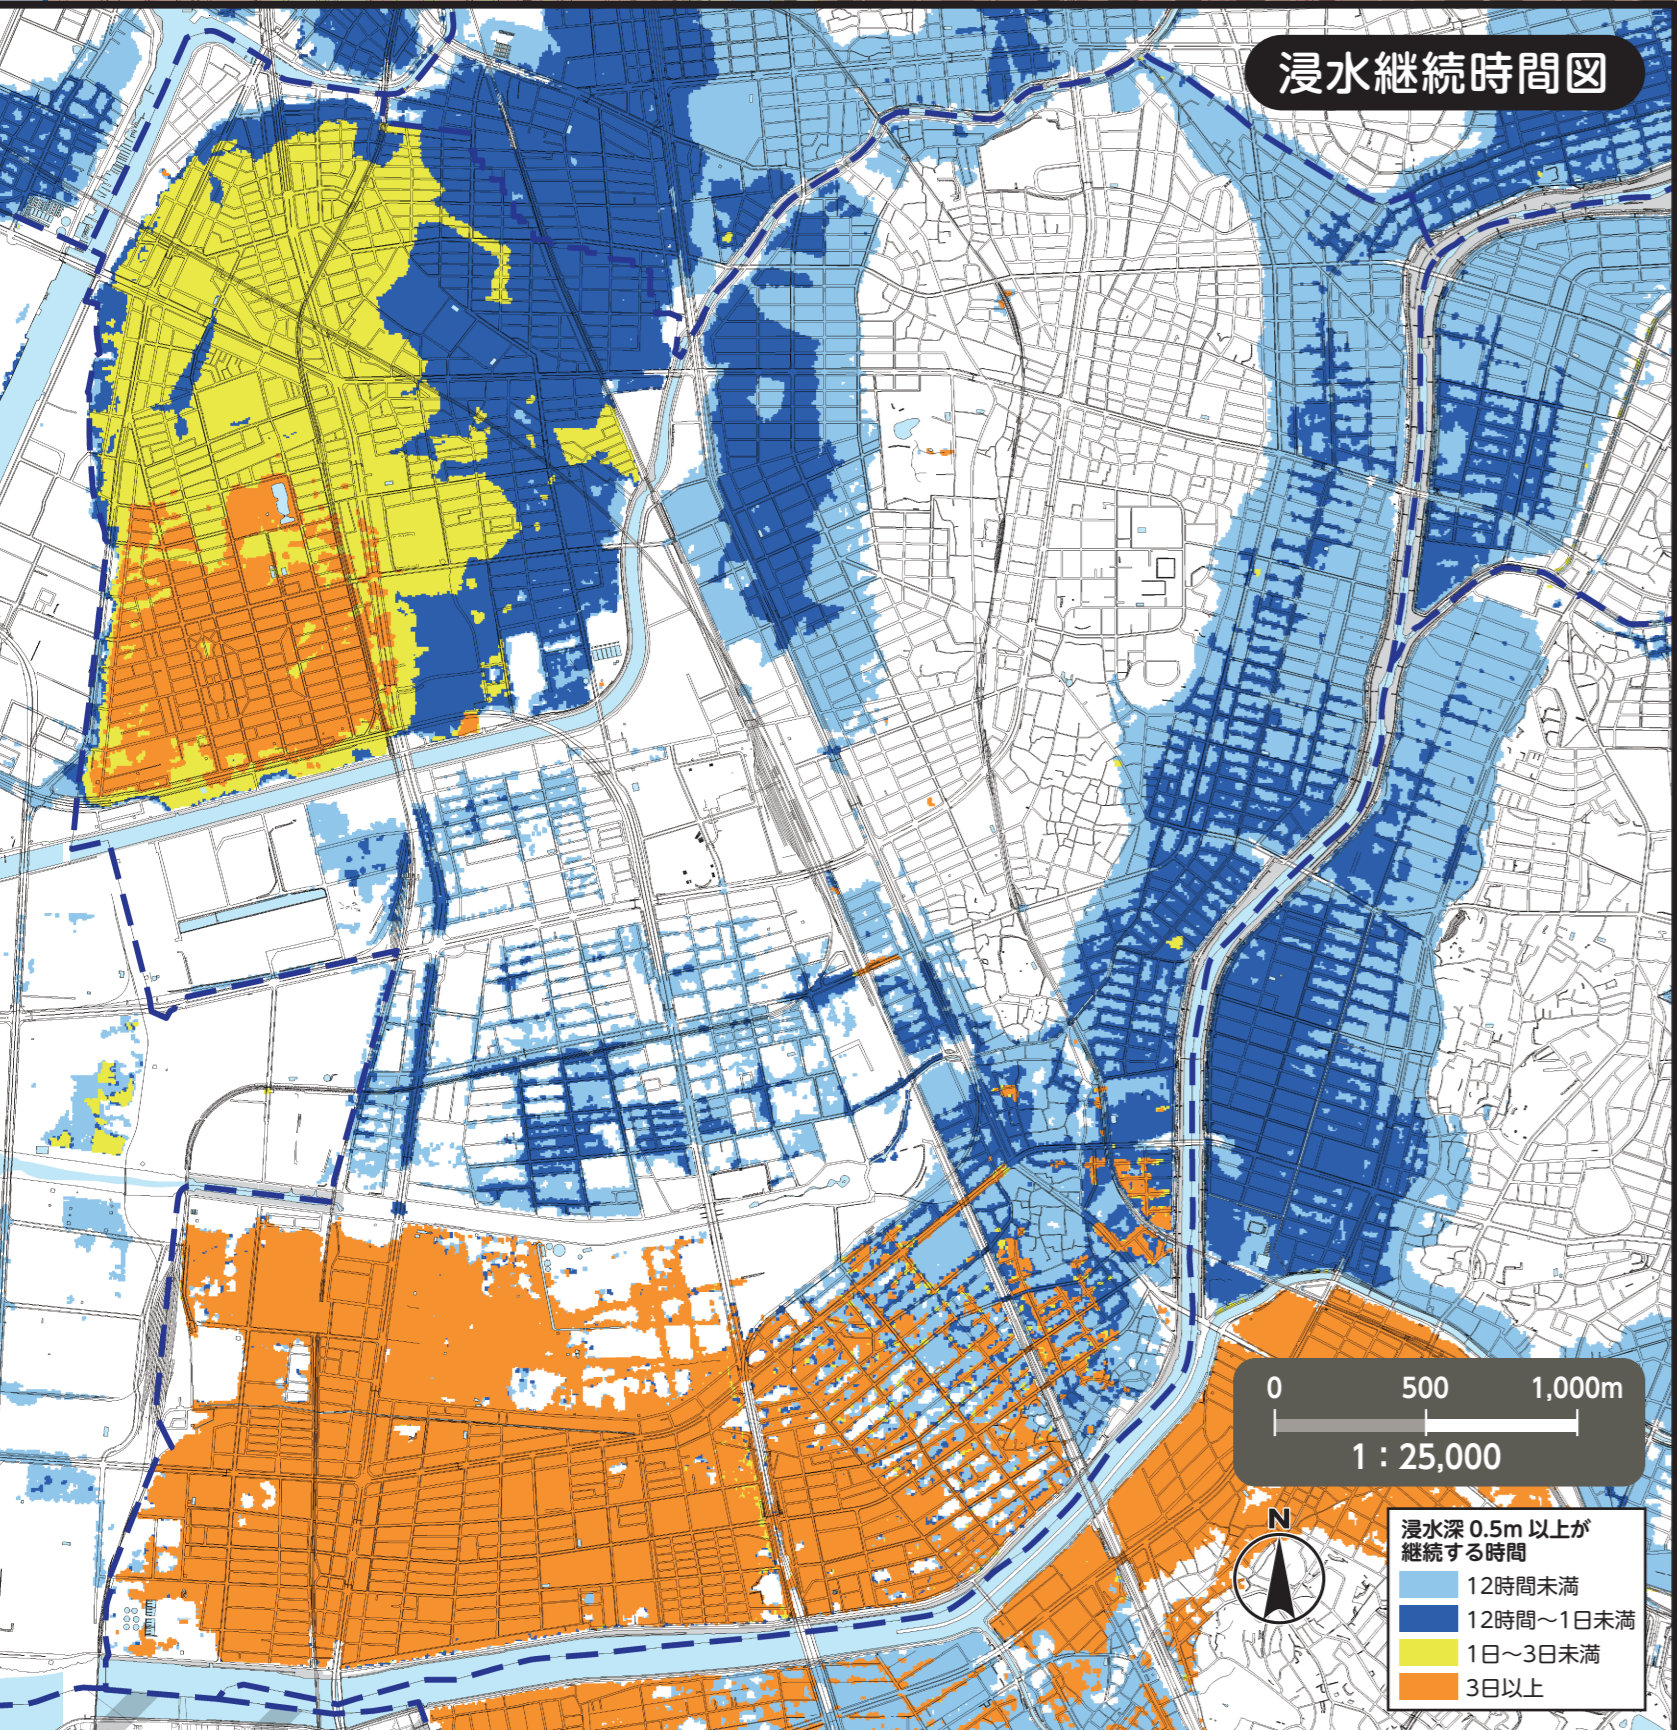 浸水継続時間図
0 500 1,000m
1：25,000
N
浸水深 0.5m 以上が
継続する時間
12時間未満
12時間～1日未満
1日～3日未満
3日以上